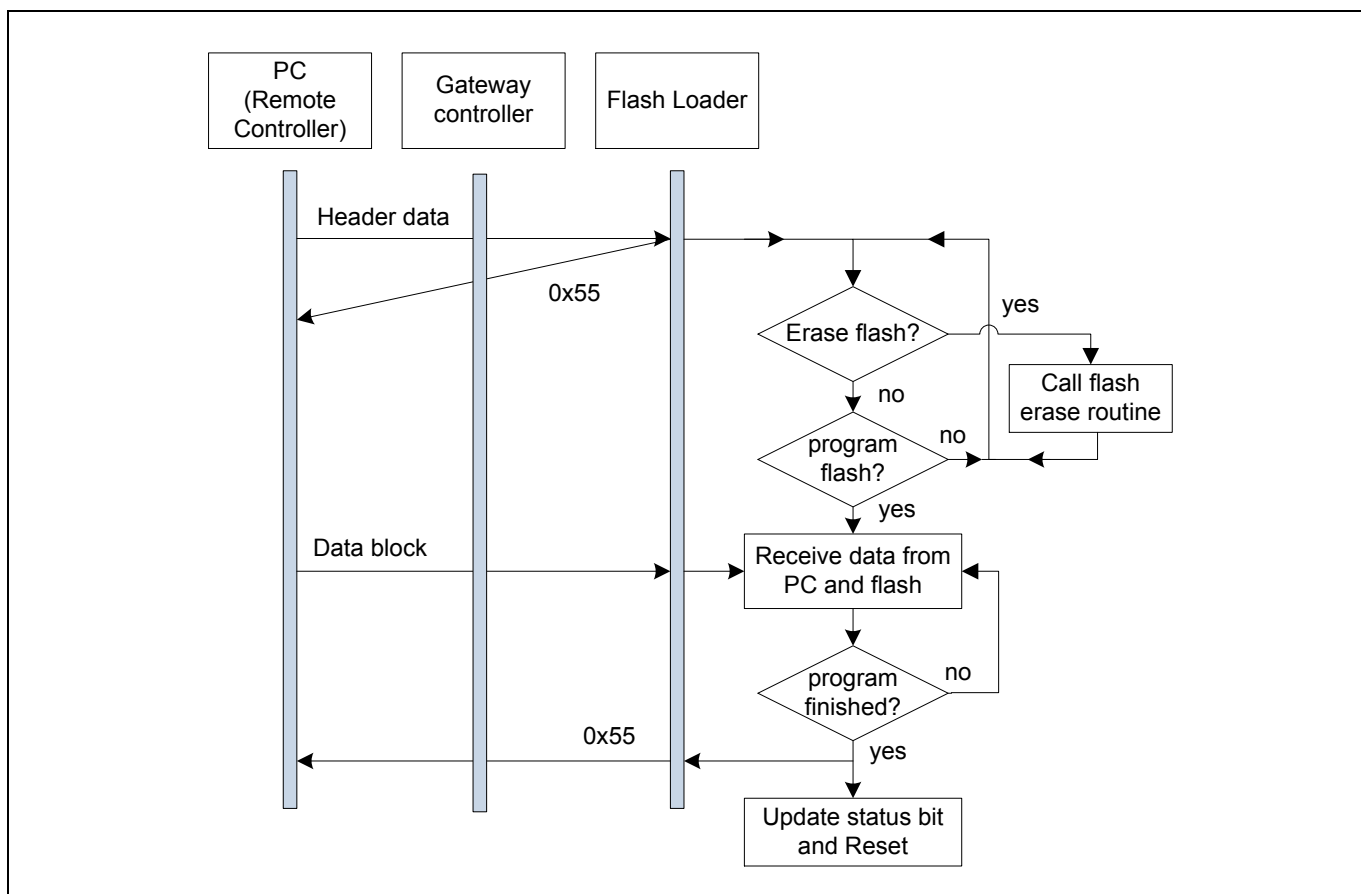 PC
(Remote
Controller)
Gateway
controller
Flash Loader
Header data
0x55
Erase flash?
yes
Call flash
erase routine
no
program
flash?
no
yes
Data block
Receive data from
PC and flash
program
finished?
no
0x55
yes
Update status bit
and Reset